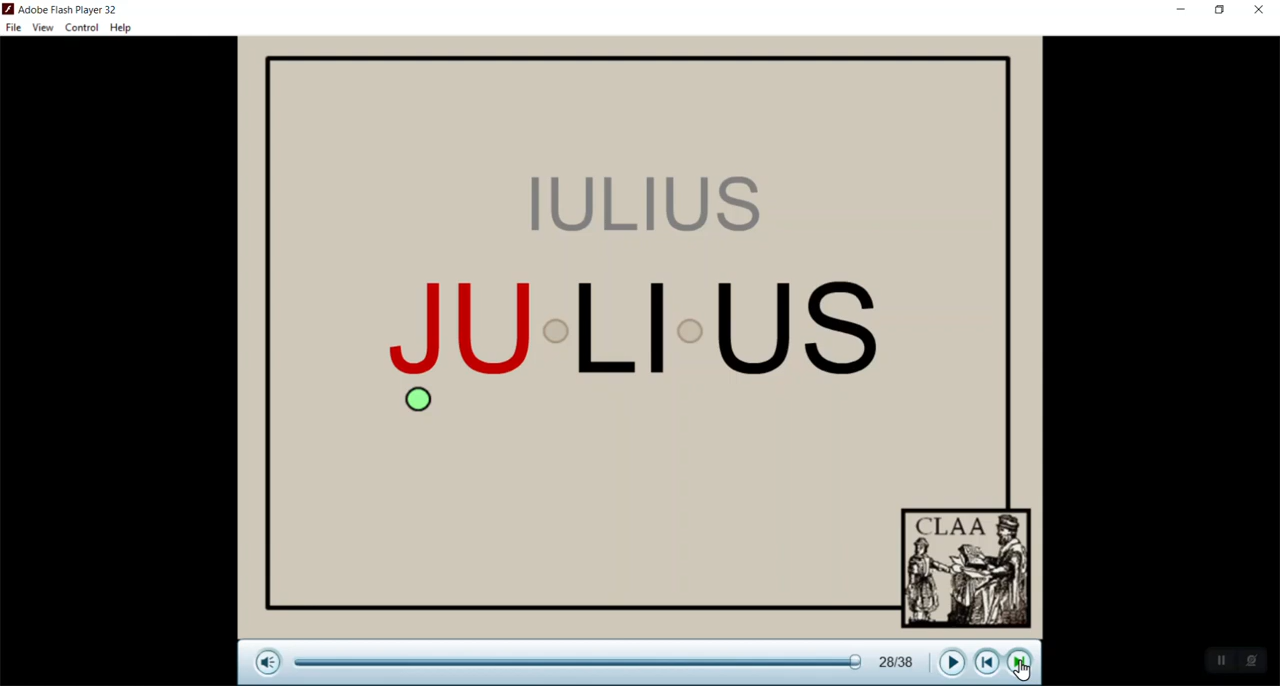 Adobe Flash Player 32
File View Control Help
IULIUS
JU•LI•US
CLAA
28/38